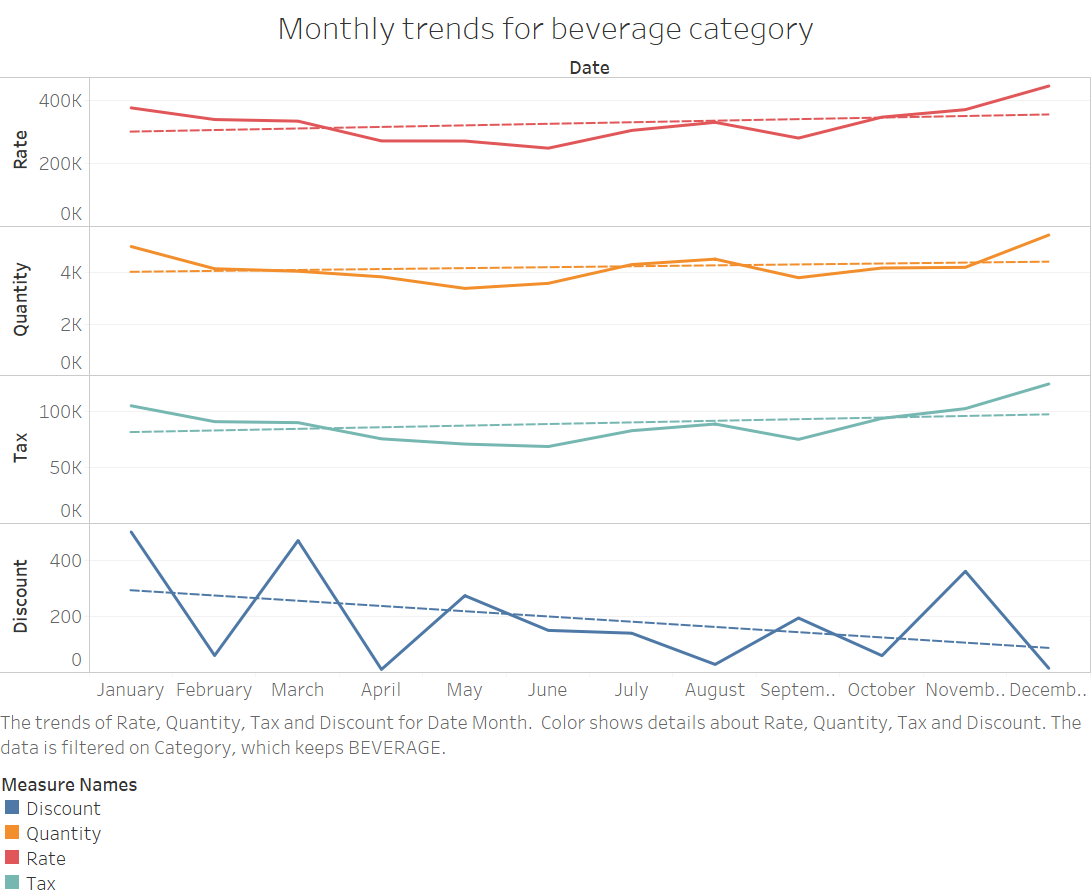 Monthly trends for beverage category
Date
Rate
400K
200K
0K
Quantity
4K
2K
0K
Tax
100K
50K
0K
Discount
400
200
0
January February March April May June July August Septem.. October Novemb.. Decemb..
The trends of Rate, Quantity, Tax and Discount for Date Month.  Color shows details about Rate, Quantity, Tax and Discount. The
data is filtered on Category, which keeps BEVERAGE.
Measure Names
Discount
Quantity
Rate
Tax